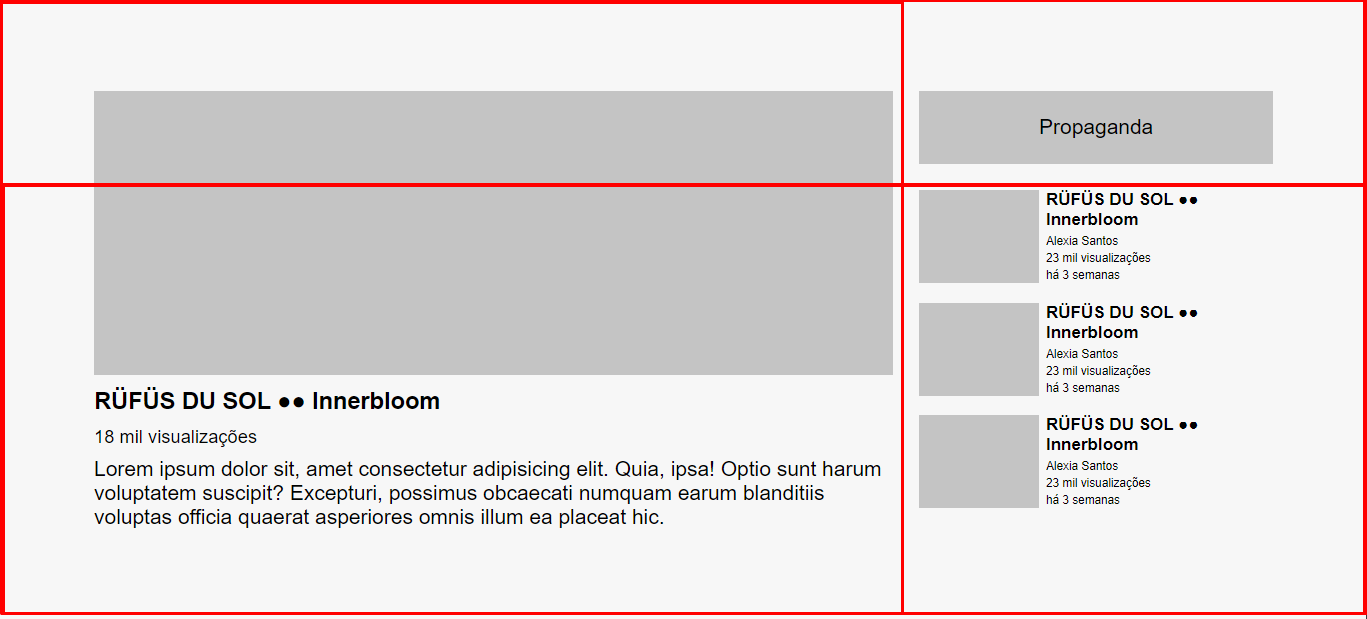 Propaganda
RÜFÜS DU SOL ●● Innerbloom
18 mil visualizações
Lorem ipsum dolor sit, amet consectetur adipisicing elit. Quia, ipsa! Optio sunt harum
voluptatem suscipit? Excepturi, possimus obcaecati numquam earum blanditiis
voluptas officia quaerat asperiores omnis illum ea placeat hic.
RÜFÜS DU SOL ●●
Innerbloom
Alexia Santos
23 mil visualizações
há 3 semanas
RÜFÜS DU SOL ●●
Innerbloom
Alexia Santos
23 mil visualizações
há 3 semanas
RÜFÜS DU SOL ●●
Innerbloom
Alexia Santos
23 mil visualizações
há 3 semanas